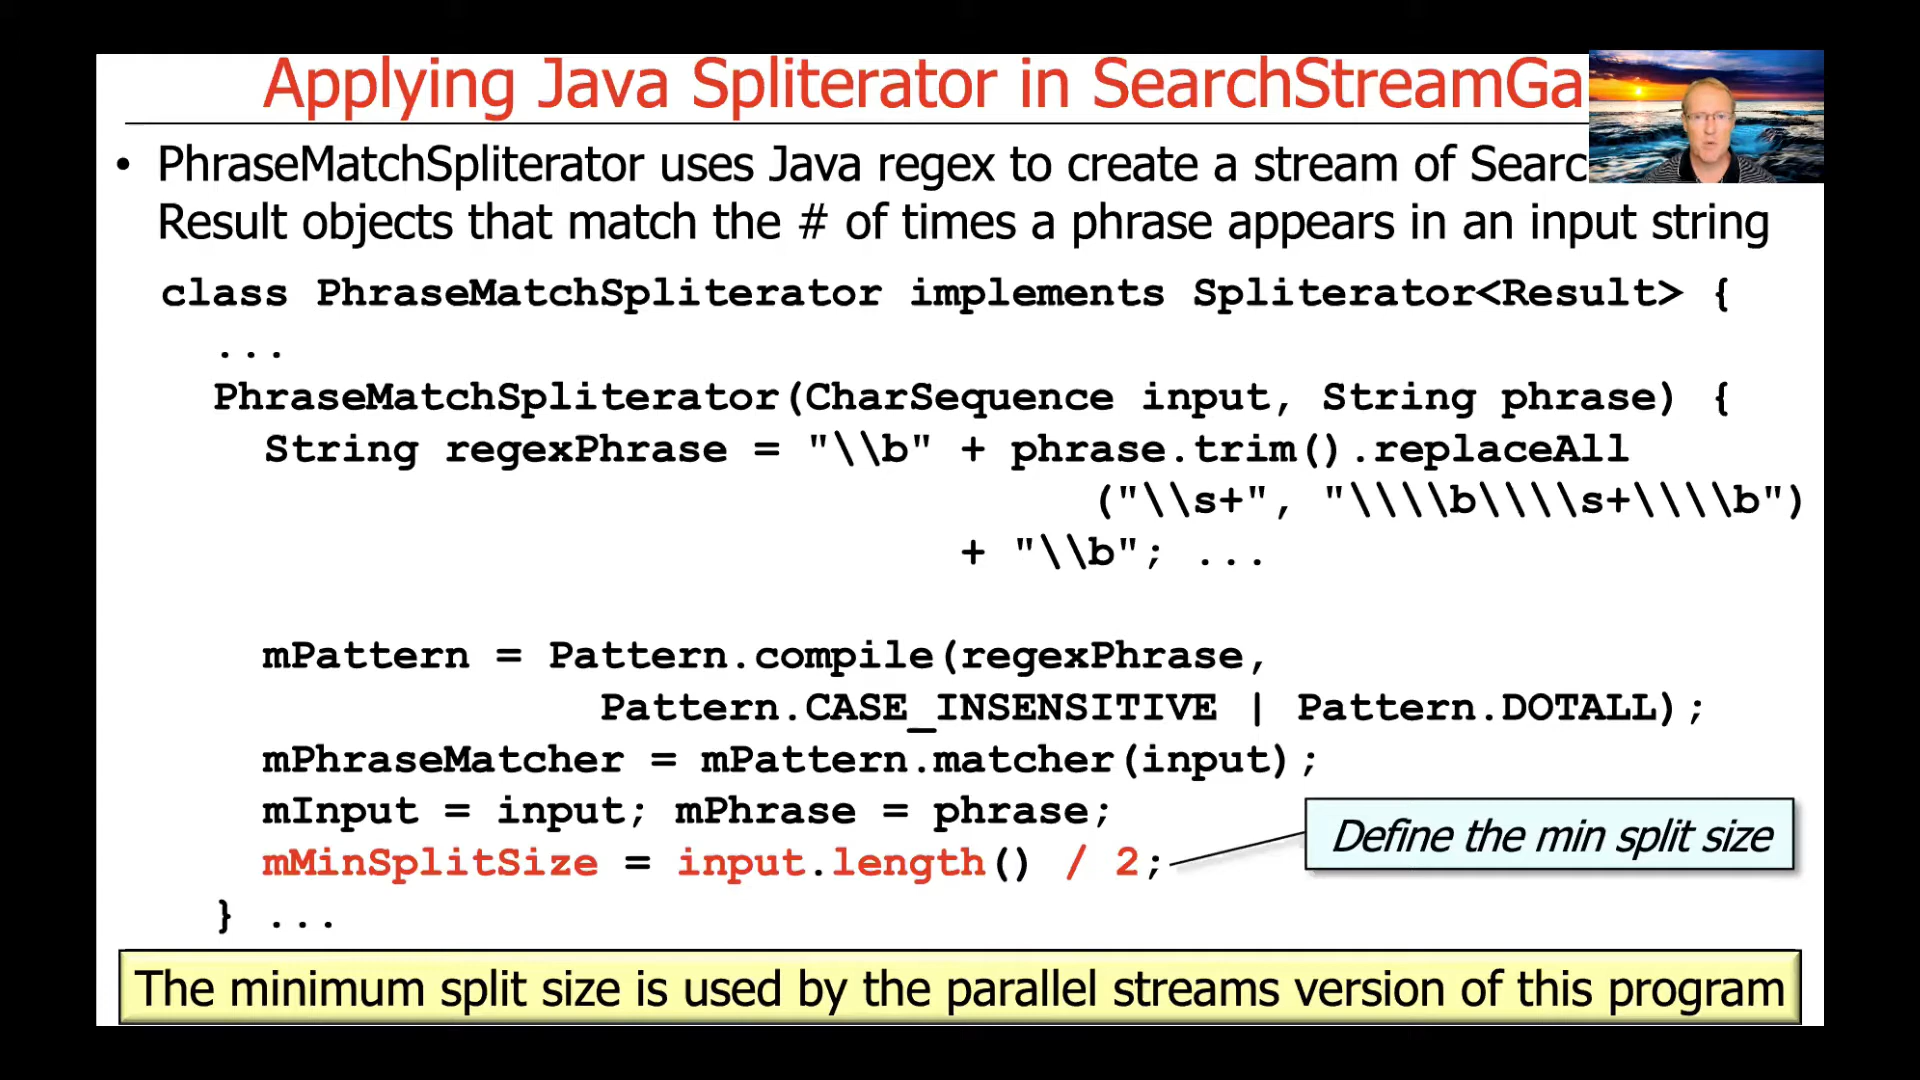 Applying Java Spliterator in SearchStreamGa
• PhraseMatchSpliterator uses Java regex to create a stream of Searc
Result objects that match the # of times a phrase appears in an input string
class PhraseMatchSpliterator implements Spliterator<Result> {
...
PhraseMatchSpliterator(CharSequence input, String phrase) {
String regexPhrase = "\\b" + phrase.trim().replaceAll
("\\s+", "\\\\b\\\\s+\\\\b")
+ "\\b"; ...
mPattern = Pattern.compile(regexPhrase,
Pattern.CASE_INSENSITIVE | Pattern.DOTALL);
mPhraseMatcher = mPattern.matcher(input);
mInput = input; mPhrase = phrase;
Define the min split size
mMinSplitSize = input.length() / 2;
} ...
The minimum split size is used by the parallel streams version of this program